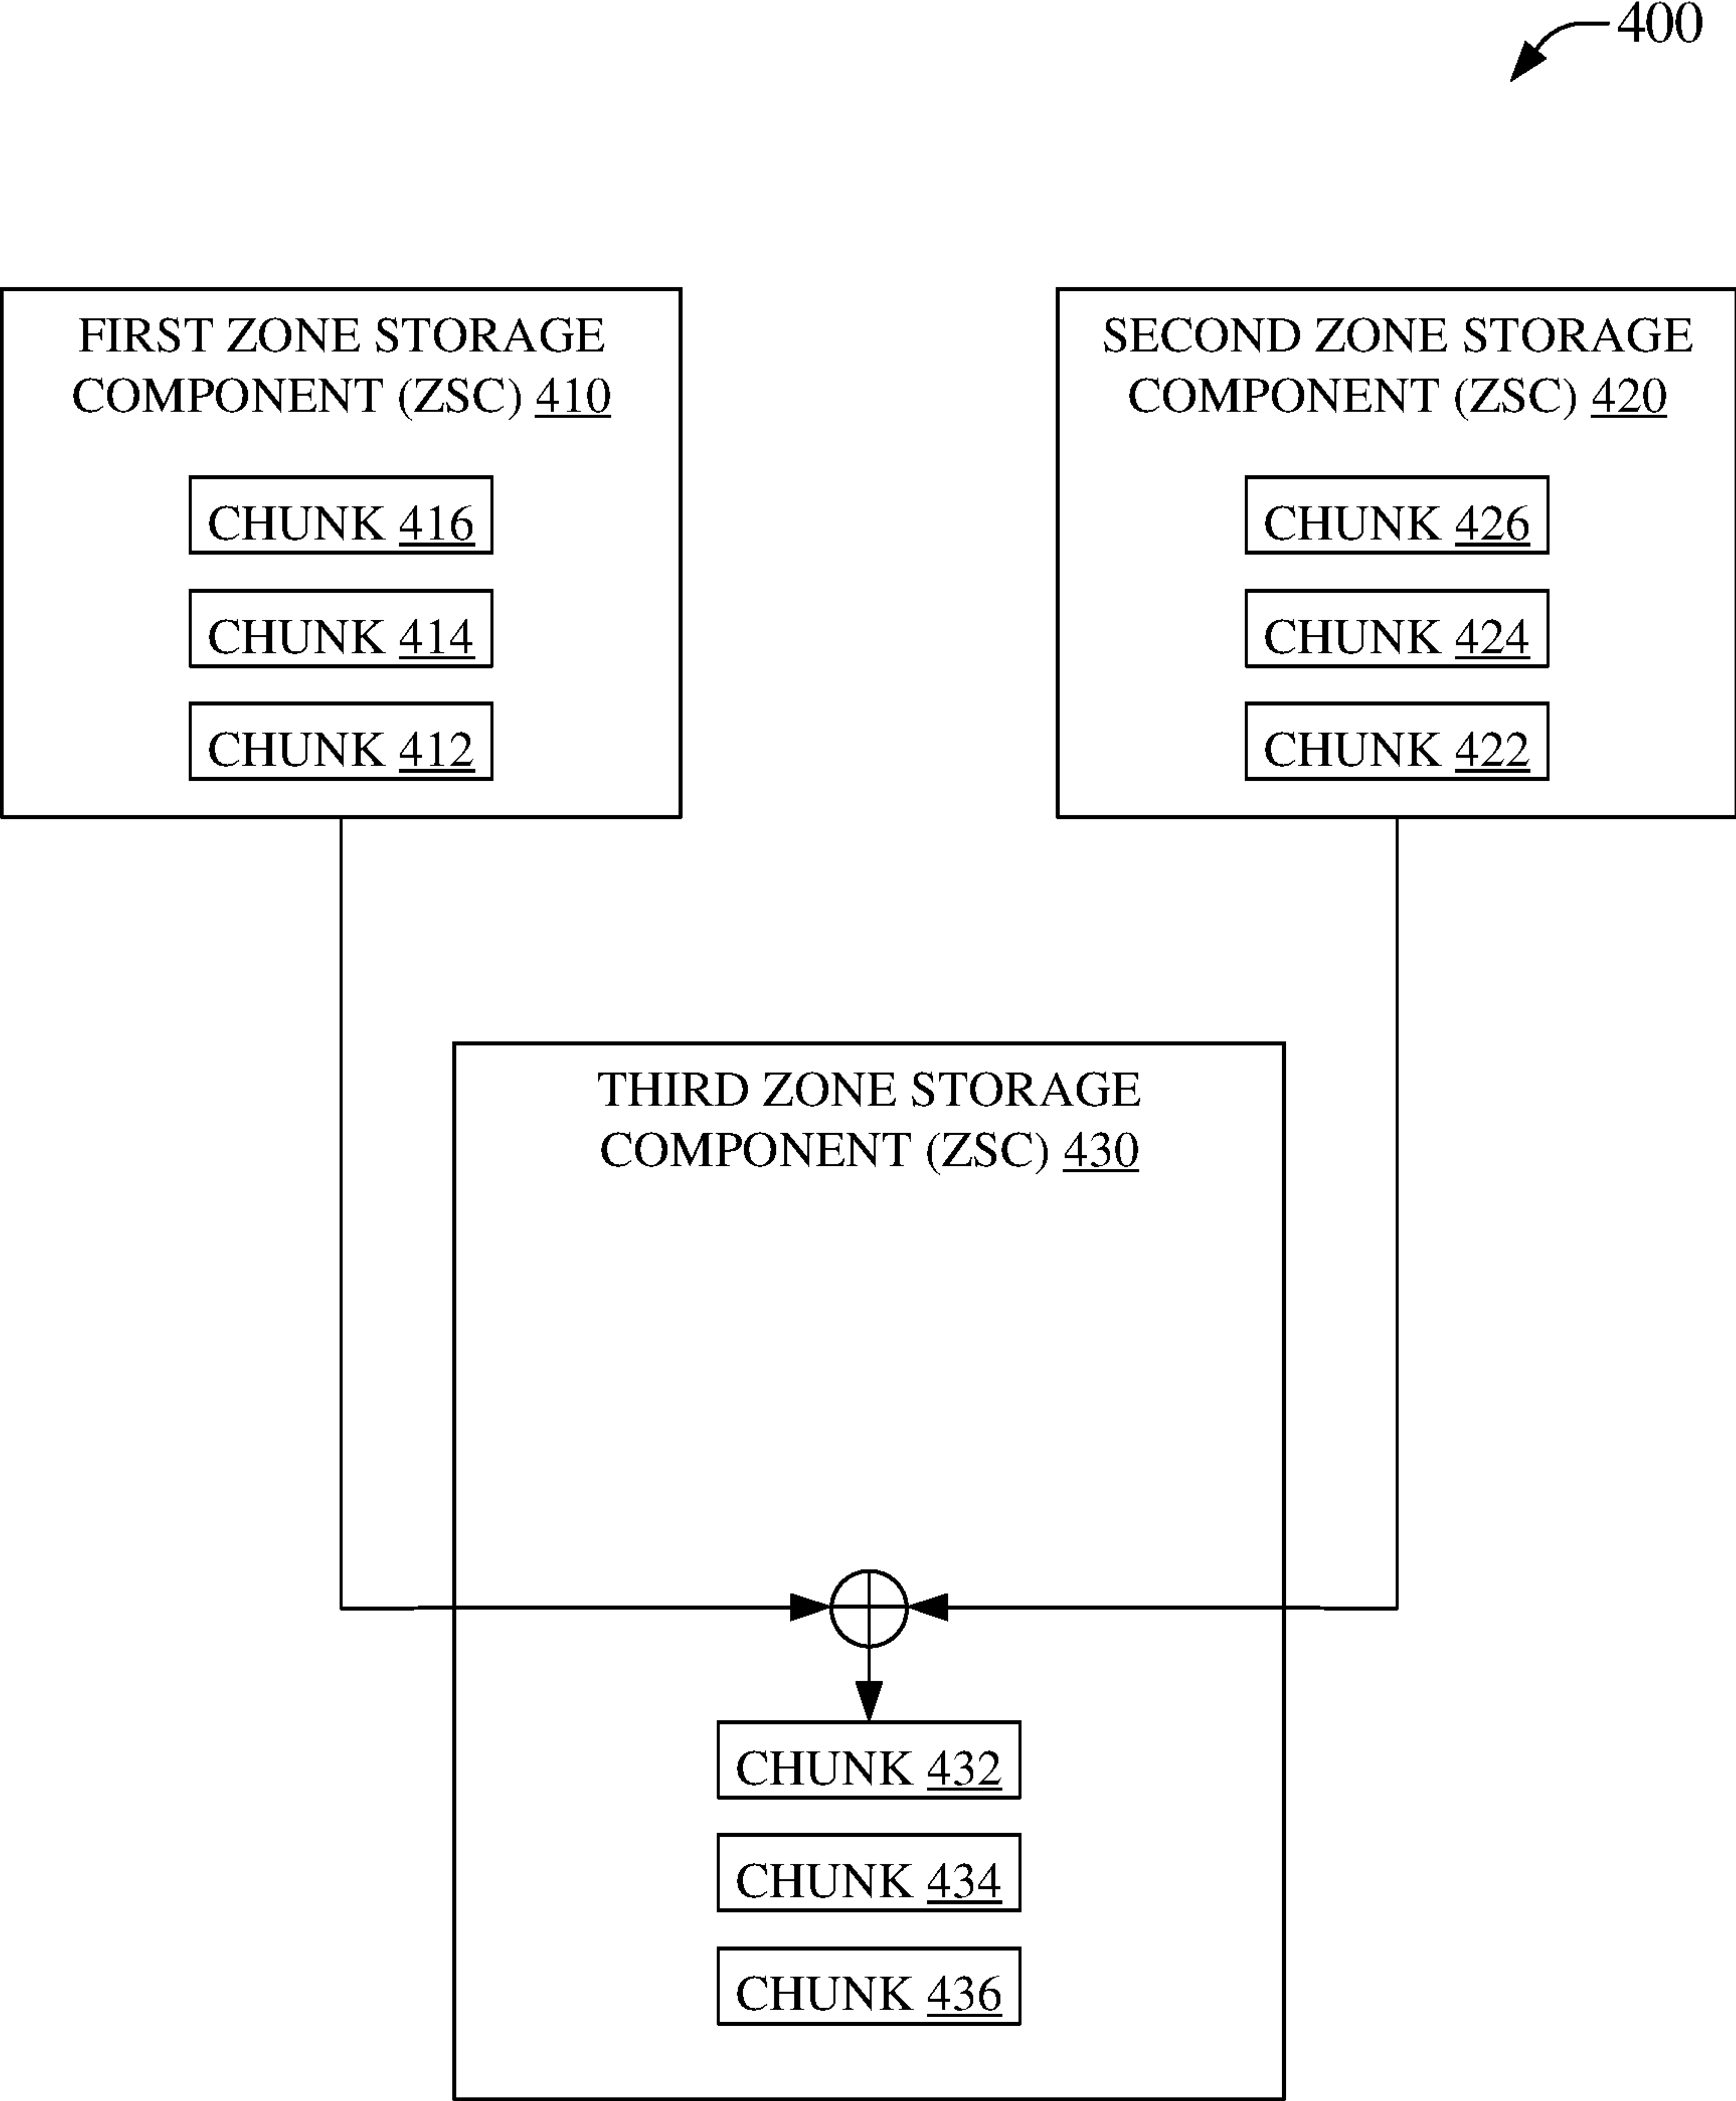 400
FIRST ZONE STORAGE
COMPONENT (ZSC) 410
CHUNK 416
CHUNK 414
CHUNK 412
SECOND ZONE STORAGE
COMPONENT (ZSC) 420
CHUNK 426
CHUNK 424
CHUNK 422
THIRD ZONE STORAGE
COMPONENT (ZSC) 430
CHUNK 432
CHUNK 434
CHUNK 436